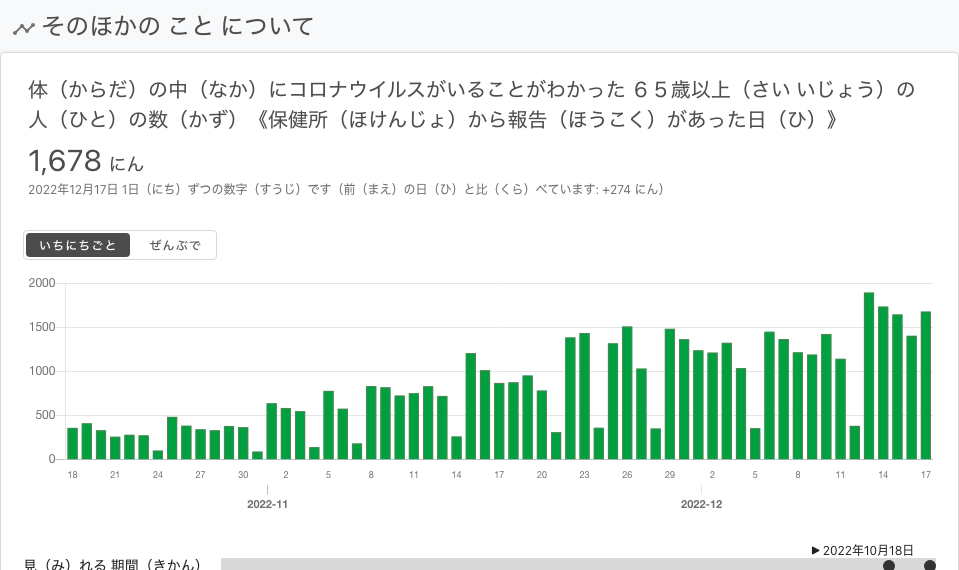 そのほかの こと について
体（からだ）の中（なか）にコロナウイルスがいることがわかった ６５歳以上（さい いじょう）の
人（ひと）の数（かず）《保健所（ほけんじょ）から報告（ほうこく）があった日（ひ）》
1,678 にん
2022年12月17日 1日（にち）ずつの数字（すうじ）です（前（まえ）の日（ひ）と比（くら）べています: +274 にん）
いちにちごと ぜんぶで
2000
1500
1000
500
0
18 21 24 27 30 2 5 8 11 14 17 20 23 26 29 2 5 8 11 14 17
2022-11 2022-12
▶ 2022年10月18日
見（み）れる 期間（きかん）